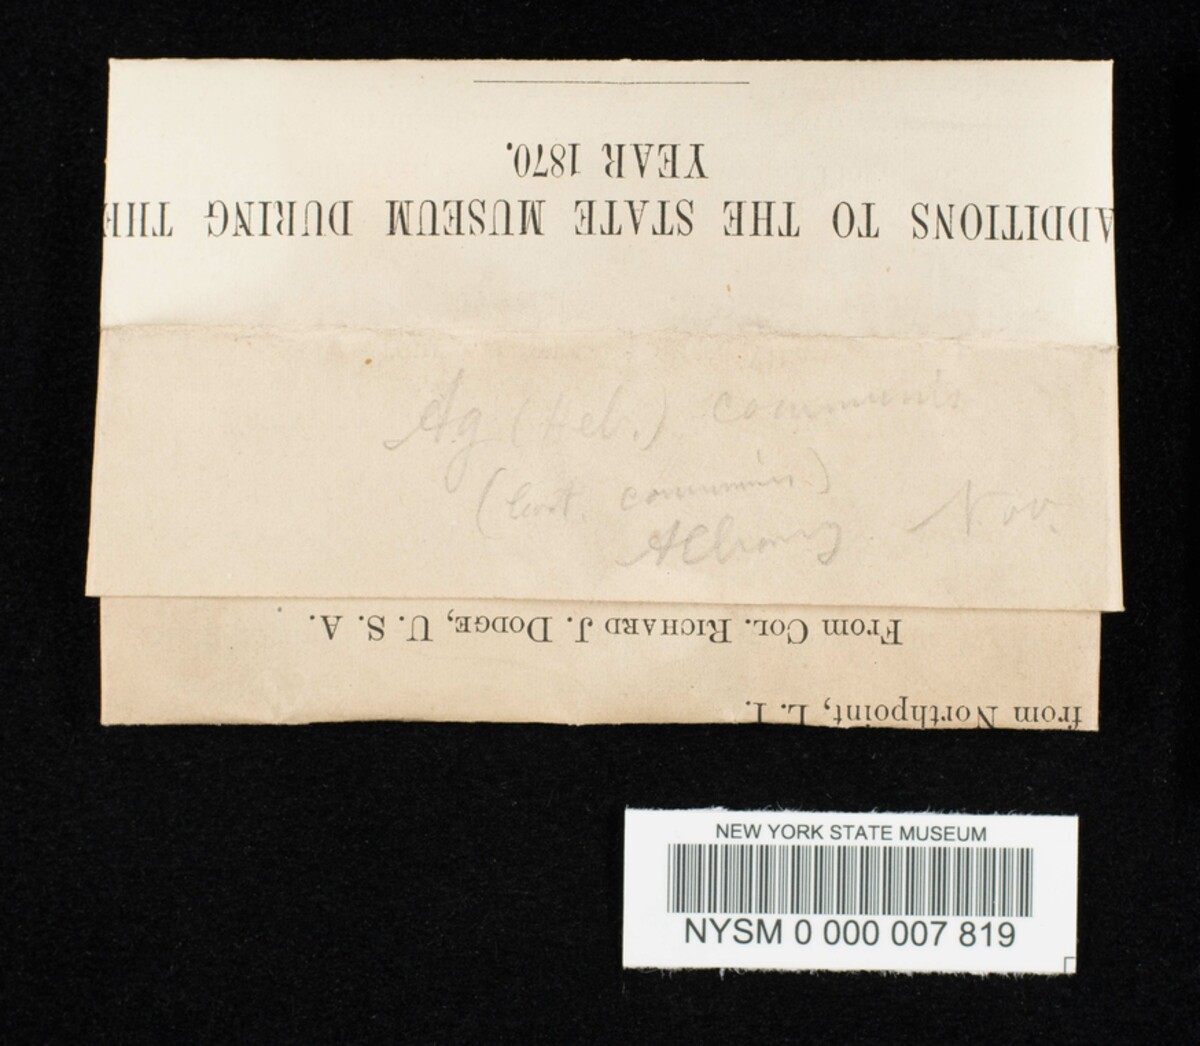 YEAR 1870.
ADDITIONS TO THE STATE MUSEUM DURING THE
Ag (Heb.) communis
(Cort. communis.)
Albany Nov.
From Col. Richard J. Dodge, U. S. A.
from Northpoint, L. I.
NEW YORK STATE MUSEUM
NYSM 0 000 007 819